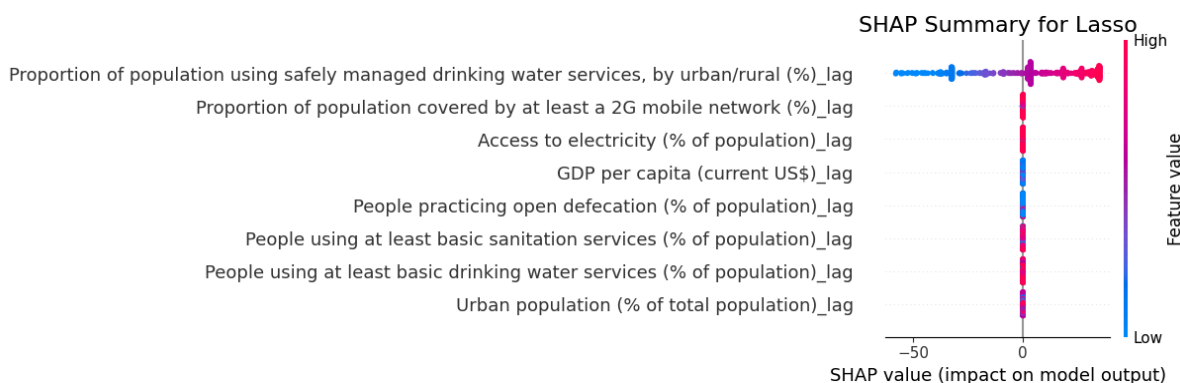 SHAP Summary for Lasso
High
Proportion of population using safely managed drinking water services, by urban/rural (%)_lag
Proportion of population covered by at least a 2G mobile network (%)_lag
Access to electricity (% of population)_lag
GDP per capita (current US$)_lag
People practicing open defecation (% of population)_lag
People using at least basic sanitation services (% of population)_lag
People using at least basic drinking water services (% of population)_lag
Urban population (% of total population)_lag
Feature value
Low
−50 0
SHAP value (impact on model output)